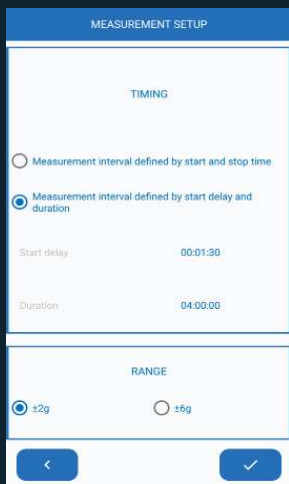 MEASUREMENT SETUP
TIMING
Measurement interval defined by start and stop time
Measurement interval defined by start delay and
duration
Start delay 00:01:30
Duration 04:00:00
RANGE
±2g ±6g